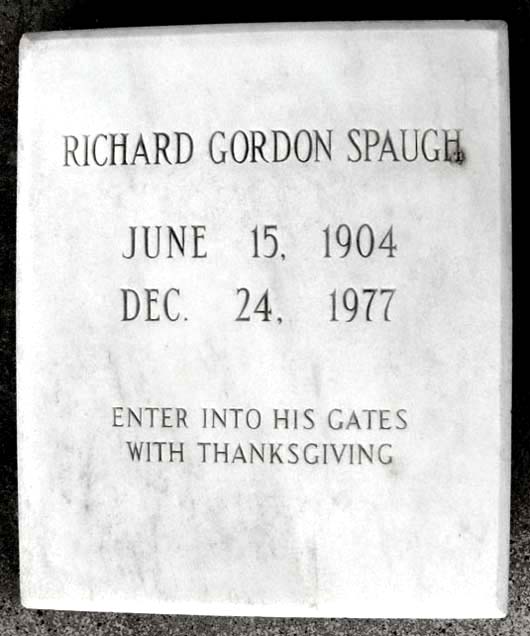 RICHARD GORDON SPAUGH
JUNE 15, 1904
DEC. 24, 1977
ENTER INTO HIS GATES
WITH THANKSGIVING